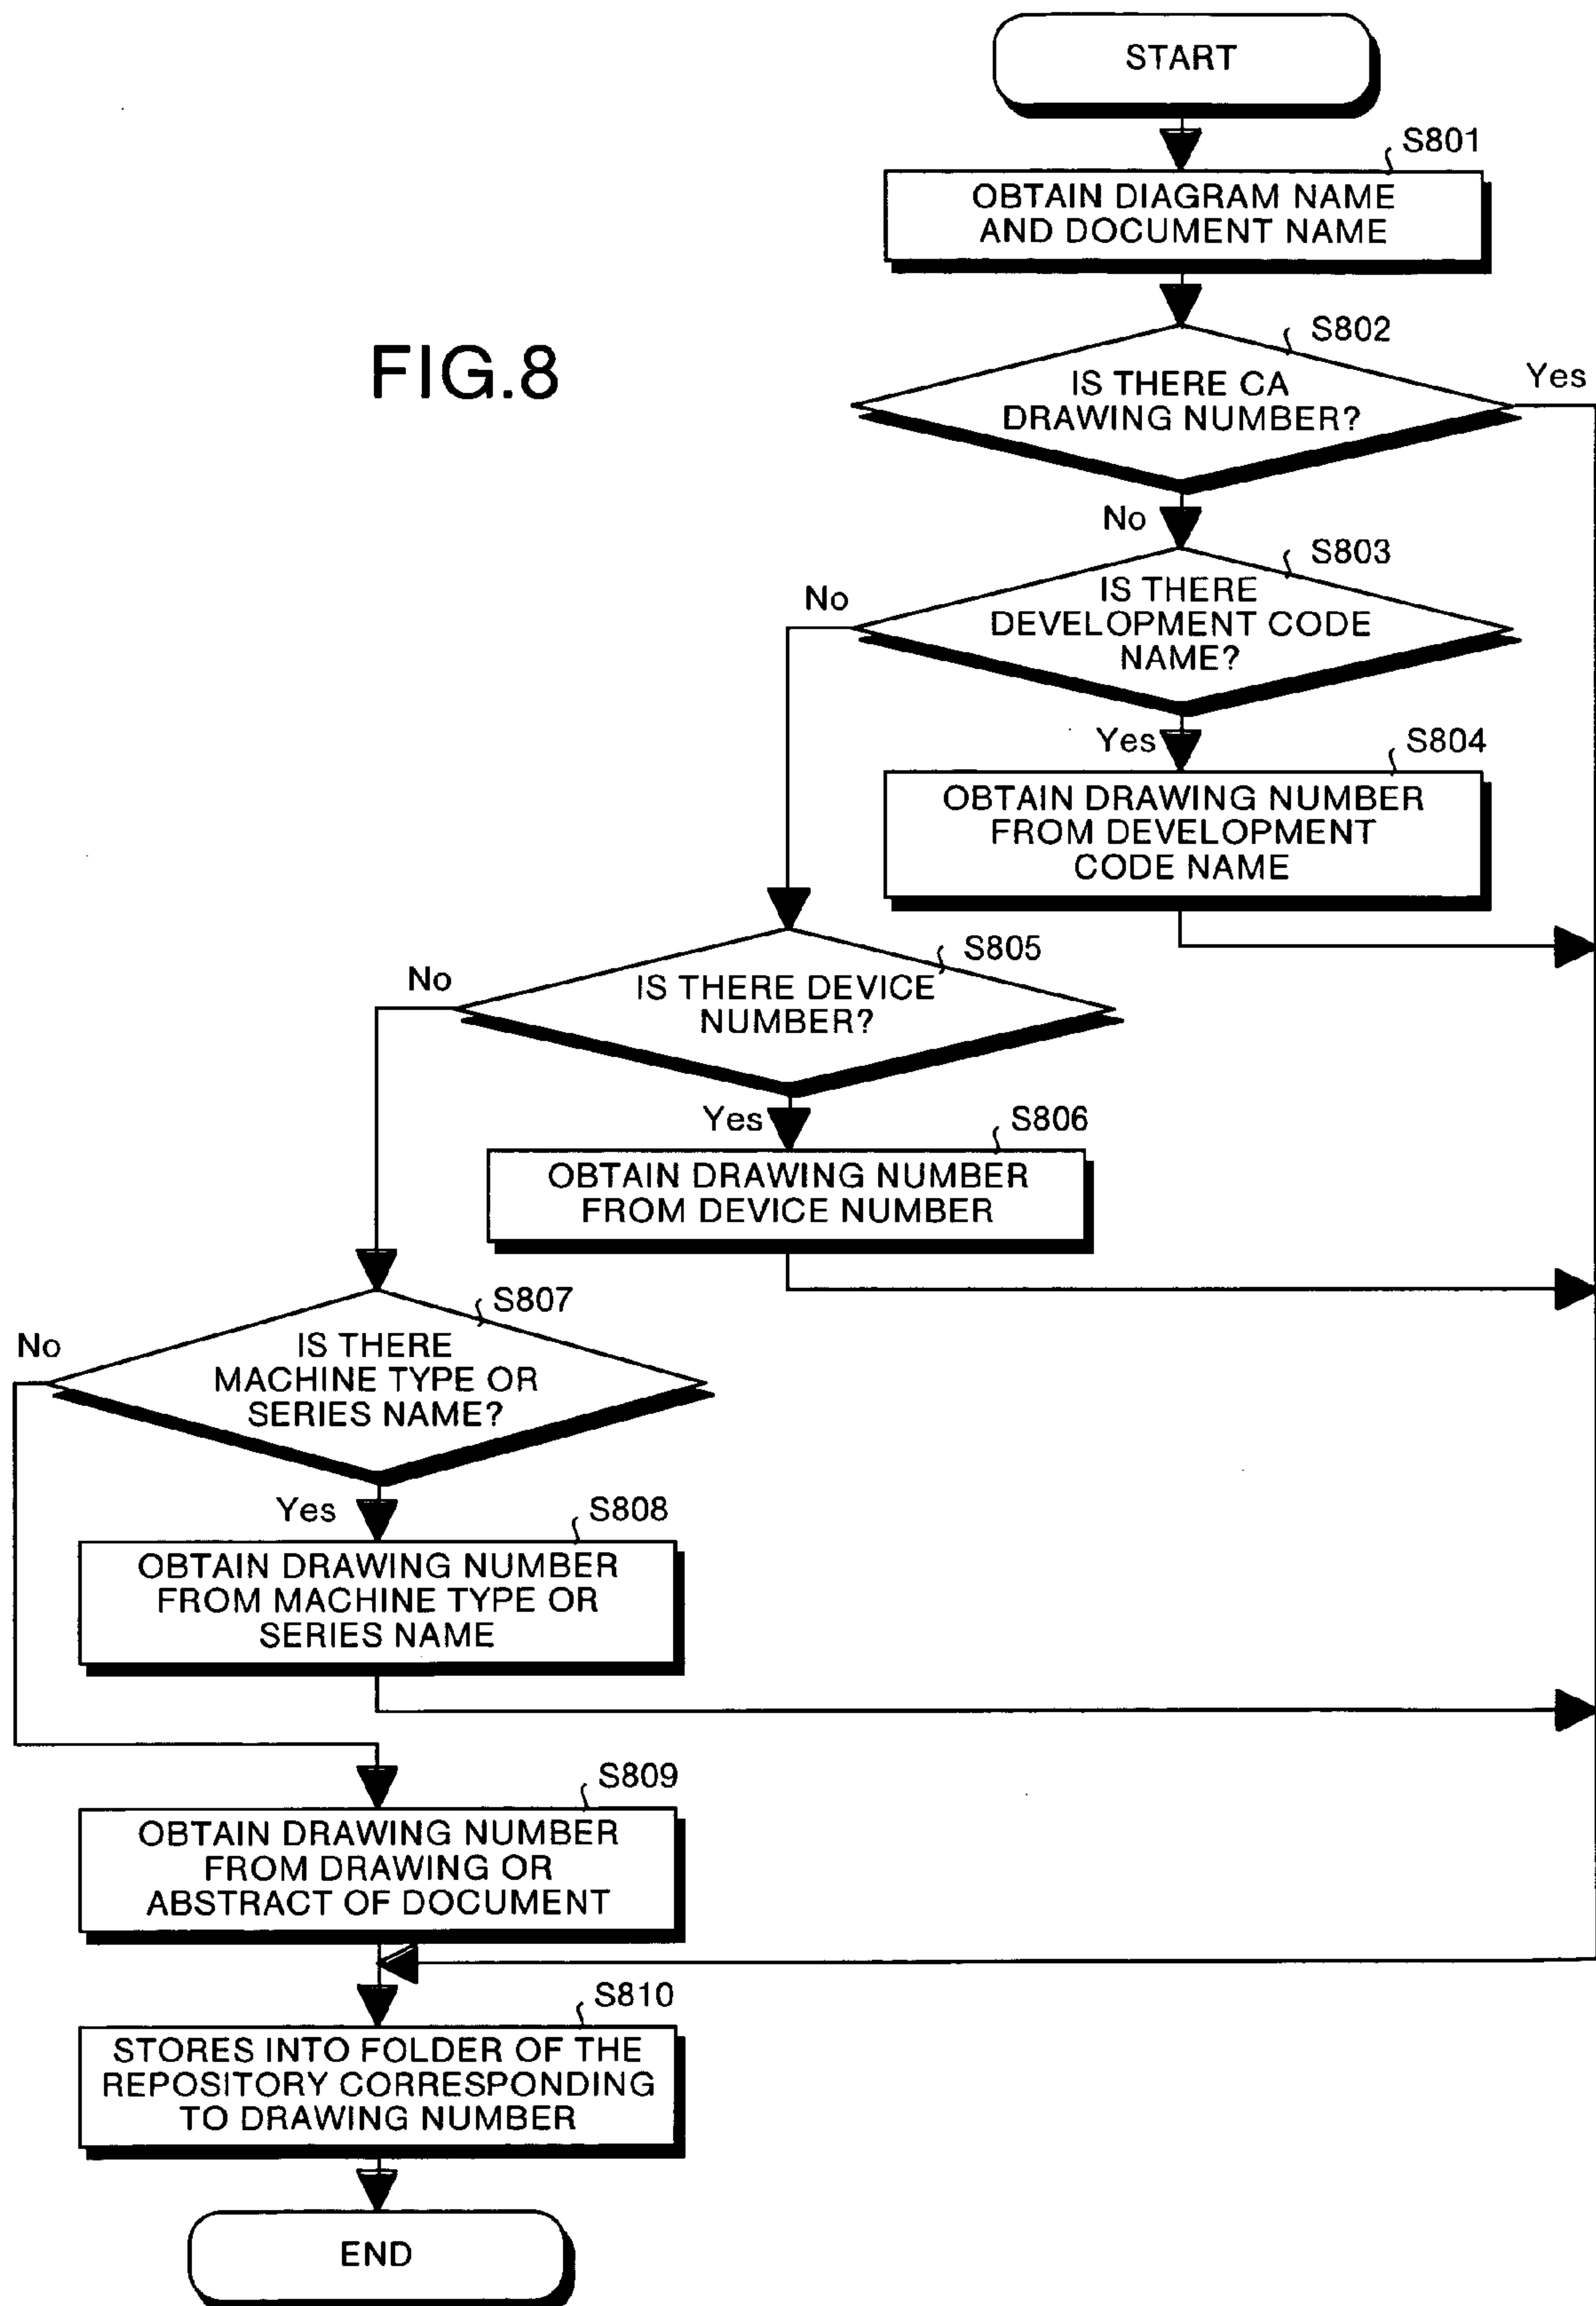 START
S801
OBTAIN DIAGRAM NAME
AND DOCUMENT NAME
FIG.8
S802
IS THERE CA
DRAWING NUMBER?
Yes
No
S803
IS THERE
DEVELOPMENT CODE
NAME?
No
Yes
S804
OBTAIN DRAWING NUMBER
FROM DEVELOPMENT
CODE NAME
S805
IS THERE DEVICE
NUMBER?
No
Yes
S806
OBTAIN DRAWING NUMBER
FROM DEVICE NUMBER
S807
IS THERE
MACHINE TYPE OR
SERIES NAME?
No
Yes
S808
OBTAIN DRAWING NUMBER
FROM MACHINE TYPE OR
SERIES NAME
S809
OBTAIN DRAWING NUMBER
FROM DRAWING OR
ABSTRACT OF DOCUMENT
S810
STORES INTO FOLDER OF THE
REPOSITORY CORRESPONDING
TO DRAWING NUMBER
END